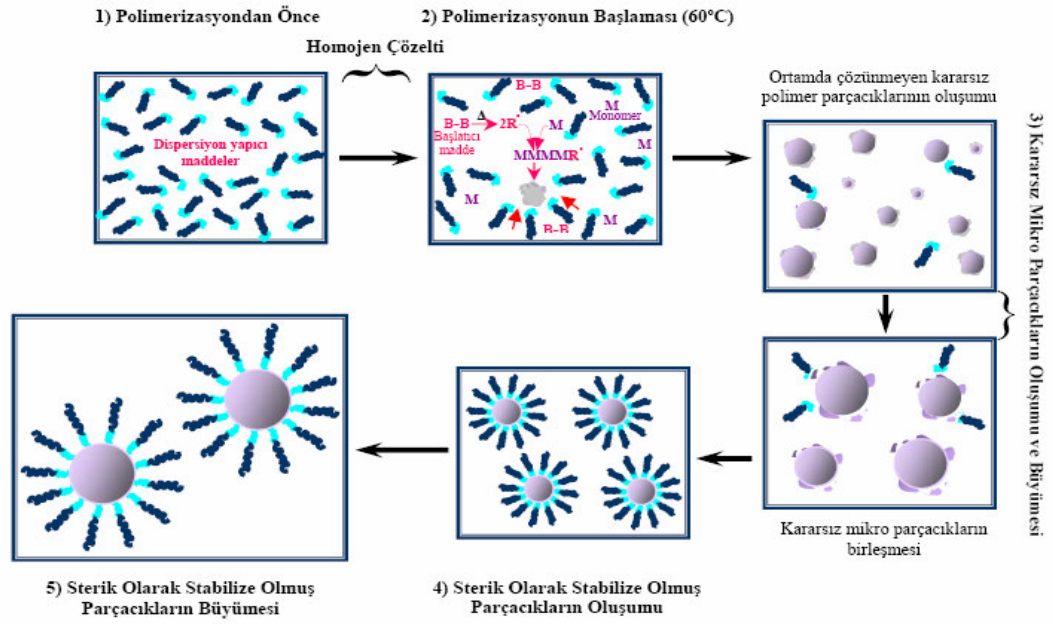 1) Polimerizasyondan Önce
2) Polimerizasyonun Başlaması (60°C)
Homojen Çözelti
Dispersiyon yapıcı
maddeler
B-B
M
Monomer
B-B
Δ
2R•
M
Başlatıcı
madde
M
MMMMR•
M
M
B-B
Ortamda çözünmeyen kararsız
polimer parçacıklarının oluşumu
3) Kararsız Mikro Parçacıkların Oluşumu ve Büyümesi
Kararsız mikro parçacıkların
birleşmesi
4) Sterik Olarak Stabilize Olmuş
Parçacıkların Oluşumu
5) Sterik Olarak Stabilize Olmuş
Parçacıkların Büyümesi